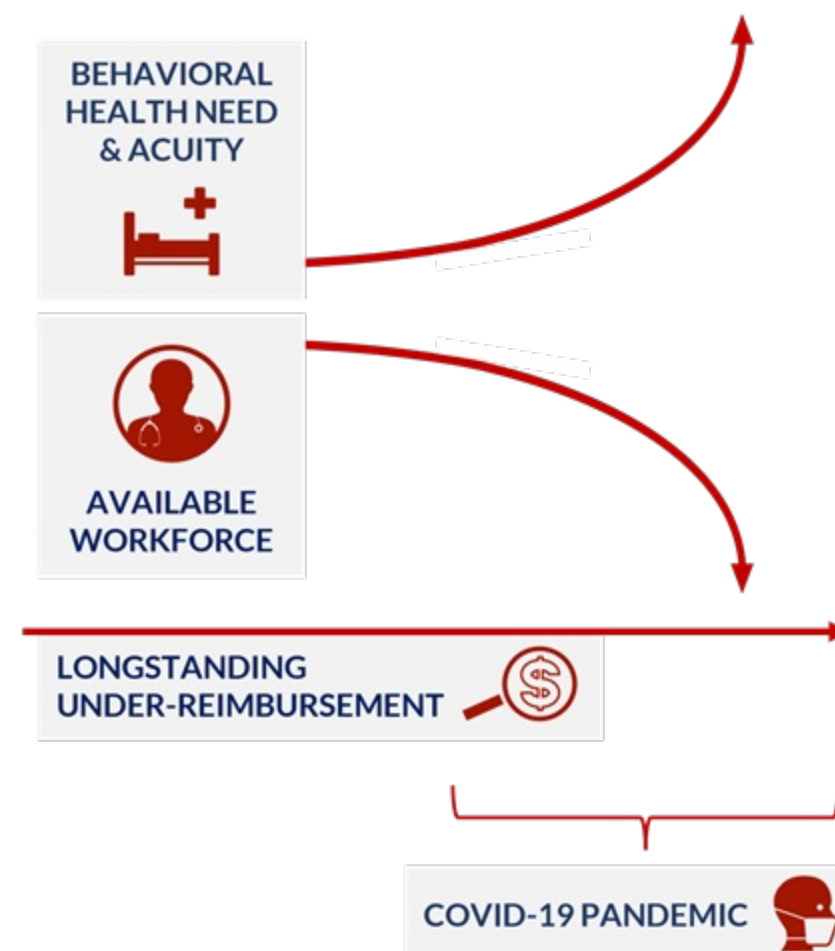 BEHAVIORAL
HEALTH NEED
& ACUITY
AVAILABLE
WORKFORCE
LONGSTANDING
UNDER-REIMBURSEMENT
$
COVID-19 PANDEMIC